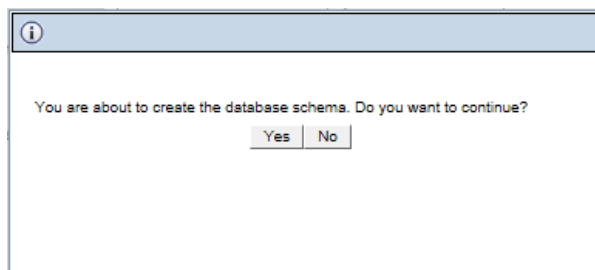 You are about to create the database schema. Do you want to continue?
Yes No